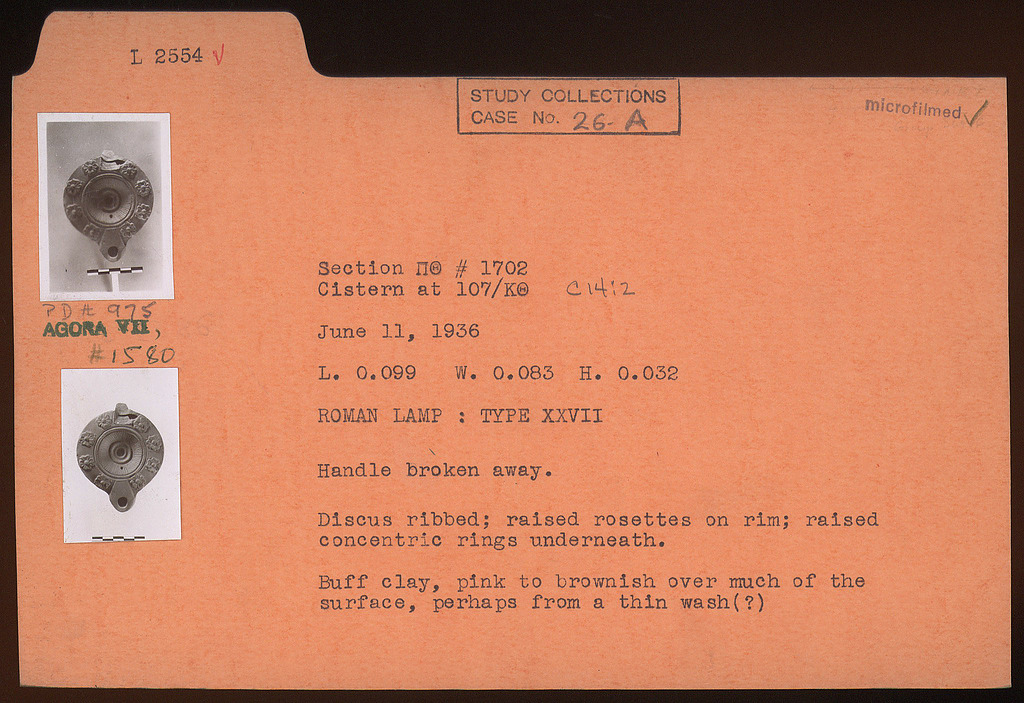 L 2554 ✓
STUDY COLLECTIONS
CASE No. 26-A
microfilmed ✓
PD# 975
AGORA VII,
#1580
Section ΠΘ # 1702
Cistern at 107/ΚΘ C14:2
June 11, 1936
L. 0.099 W. 0.083 H. 0.032
ROMAN LAMP : TYPE XXVII
Handle broken away.
Discus ribbed; raised rosettes on rim; raised
concentric rings underneath.
Buff clay, pink to brownish over much of the
surface, perhaps from a thin wash(?)